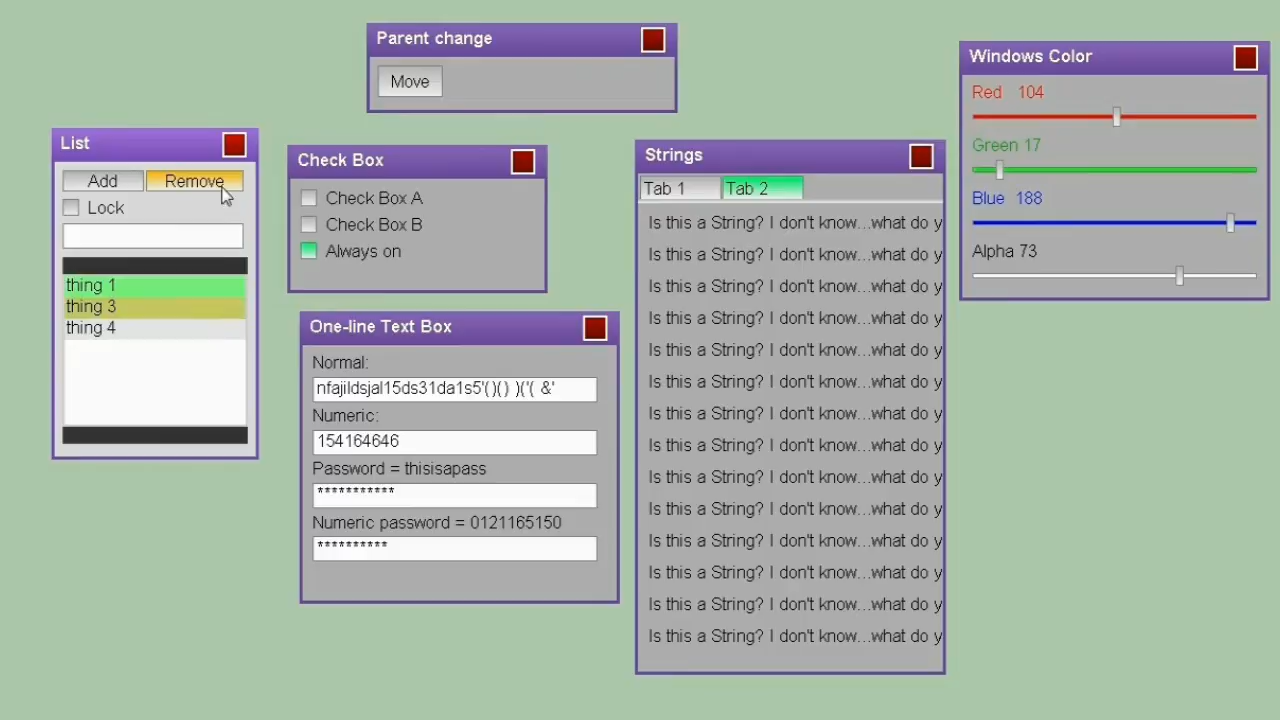 Parent change
Move
Windows Color
Red 104
Green 17
Blue 188
Alpha 73
List
Add Remove
Lock
thing 1
thing 3
thing 4
Check Box
Check Box A
Check Box B
Always on
One-line Text Box
Normal:
nfajildsjal15ds31da1s5'()() )('( &'
Numeric:
154164646
Password = thisisapass
***********
Numeric password = 0121165150
**********
Strings
Tab 1 Tab 2
Is this a String? I don't know...what do y
Is this a String? I don't know...what do y
Is this a String? I don't know...what do y
Is this a String? I don't know...what do y
Is this a String? I don't know...what do y
Is this a String? I don't know...what do y
Is this a String? I don't know...what do y
Is this a String? I don't know...what do y
Is this a String? I don't know...what do y
Is this a String? I don't know...what do y
Is this a String? I don't know...what do y
Is this a String? I don't know...what do y
Is this a String? I don't know...what do y
Is this a String? I don't know...what do y